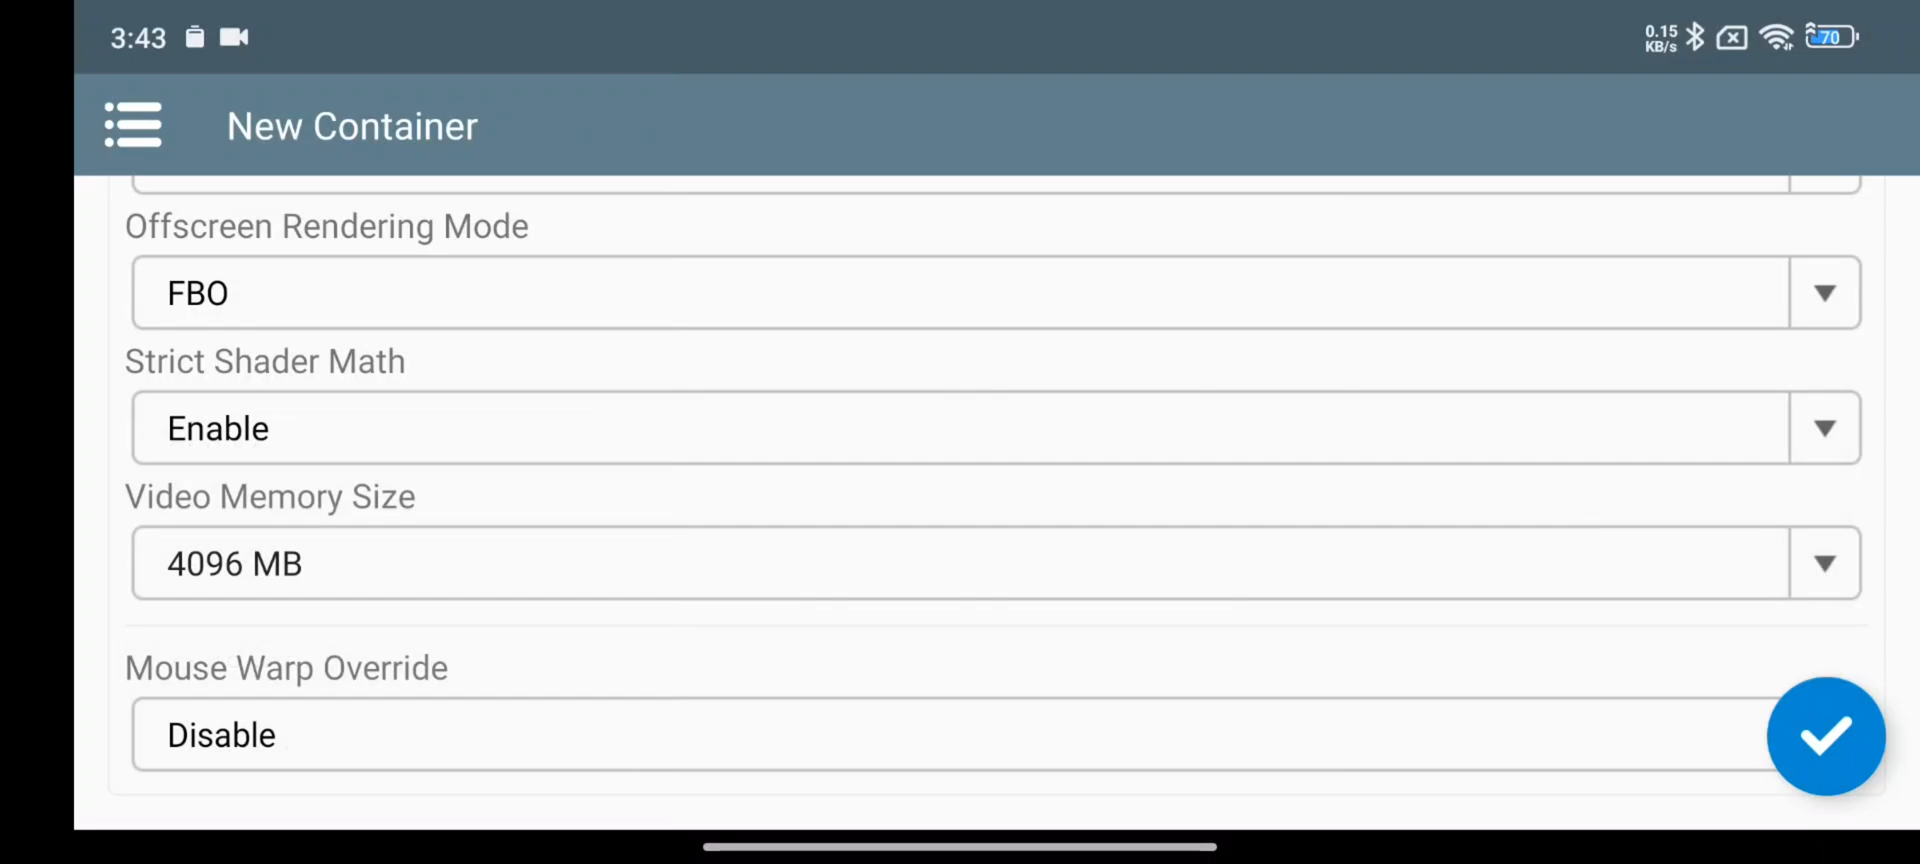 3:43
0.15
KB/s
70
New Container
Offscreen Rendering Mode
FBO
Strict Shader Math
Enable
Video Memory Size
4096 MB
Mouse Warp Override
Disable